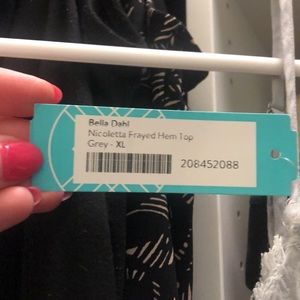 Bella Dahl
Nicoletta Frayed Hem Top
Grey - XL
208452088